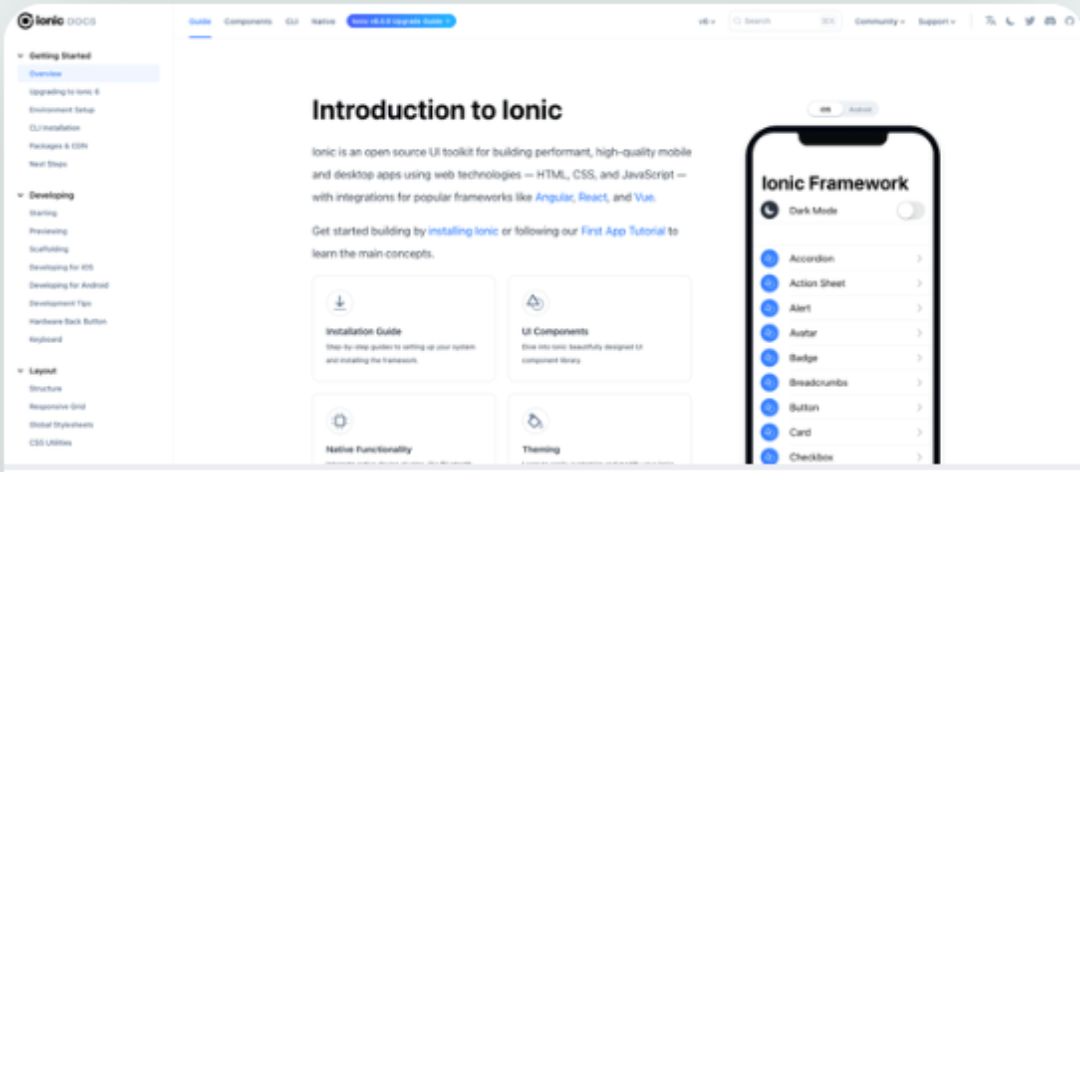 ionic DOCS
Guide Components CLI Native Ionic v6.0.0 Upgrade Guide
v6 Search Community Support
Getting Started
Overview
Upgrading to Ionic 6
Environment Setup
CLI Installation
Packages & CDN
Next Steps
Developing
Starting
Previewing
Scaffolding
Developing for iOS
Developing for Android
Development Tips
Hardware Back Button
Keyboard
Layout
Structure
Responsive Grid
Global Stylesheets
CSS Utilities
Introduction to Ionic
Ionic is an open source UI toolkit for building performant, high-quality mobile
and desktop apps using web technologies — HTML, CSS, and JavaScript —
with integrations for popular frameworks like Angular, React, and Vue.
Get started building by installing Ionic or following our First App Tutorial to
learn the main concepts.
Installation Guide
Step-by-step guides to setting up your system
and installing the framework.
UI Components
Dive into Ionic beautifully designed UI
component library.
Native Functionality
Theming
iOS Android
Ionic Framework
Dark Mode
Accordion
Action Sheet
Alert
Avatar
Badge
Breadcrumbs
Button
Card
Checkbox